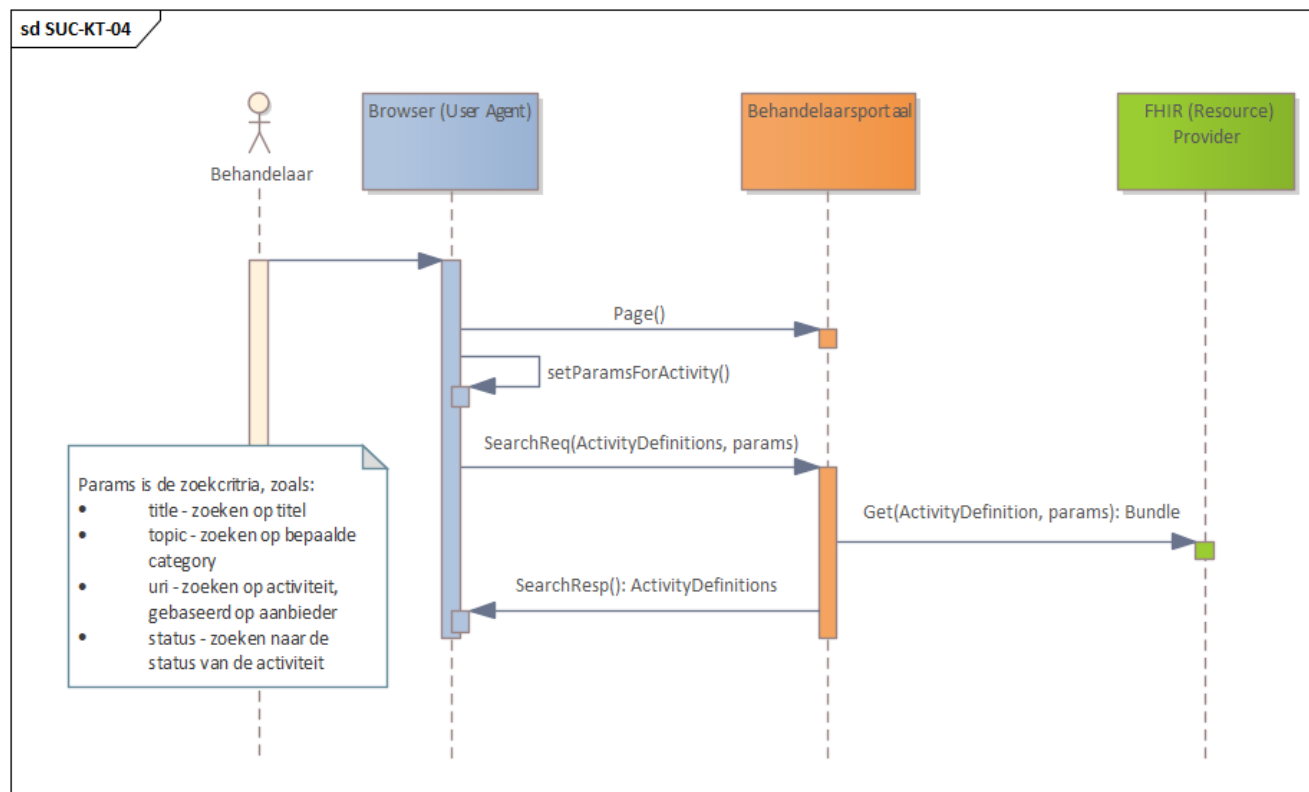 sd SUC-KT-04
Behandelaar
Browser (User Agent)
Behandelaarsportaal
FHIR (Resource)
Provider
Page()
setParamsForActivity()
SearchReq(ActivityDefinitions, params)
Get(ActivityDefinition, params): Bundle
SearchResp(): ActivityDefinitions
Params is de zoekcritria, zoals:
• title - zoeken op titel
• topic - zoeken op bepaalde
category
• uri - zoeken op activiteit,
gebaseerd op aanbieder
• status - zoeken naar de
status van de activiteit